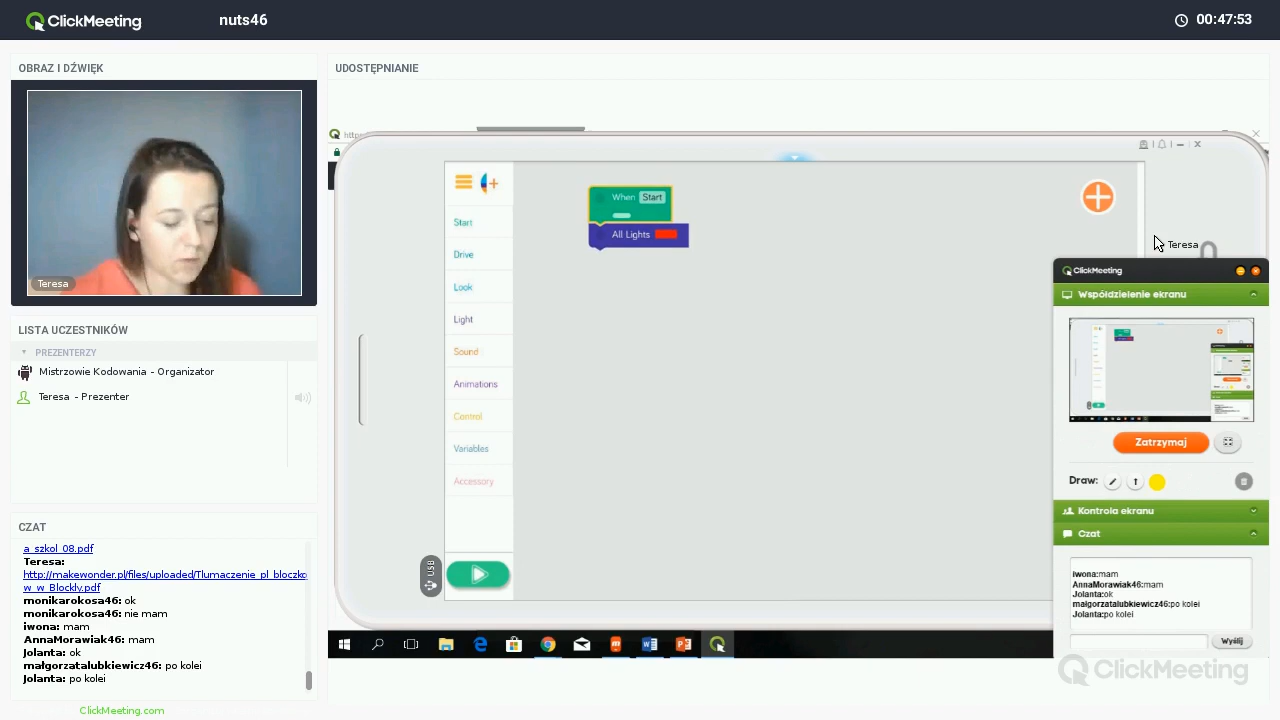 ClickMeeting
nuts46
00:47:53
OBRAZ I DŹWIĘK
Teresa
LISTA UCZESTNIKÓW
PREZENTERZY
Mistrzowie Kodowania - Organizator
Teresa - Prezenter
CZAT
a_szkol_08.pdf
Teresa:
http://makewonder.pl/files/uploaded/Tlumaczenie_pl_bloczko
w_w_Blockly.pdf
monikarokosa46: ok
monikarokosa46: nie mam
iwona: mam
AnnaMorawiak46: mam
Jolanta: ok
małgorzatalubkiewicz46: po kolei
Jolanta: po kolei
ClickMeeting.com
UDOSTĘPNIANIE
Start
Drive
Look
Light
Sound
Animations
Control
Variables
Accessory
When Start
All Lights
USB
Teresa
ClickMeeting
Współdzielenie ekranu
Zatrzymaj
Draw:
Kontrola ekranu
Czat
iwona:mam
AnnaMorawiak46:mam
Jolanta:ok
małgorzatalubkiewicz46:po kolei
Jolanta:po kolei
Wyślij
ClickMeeting